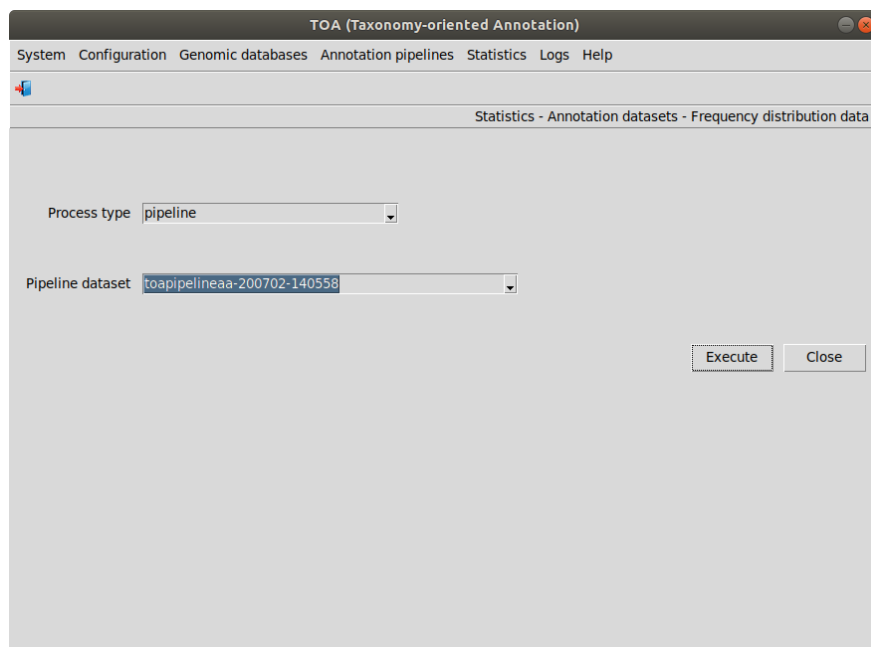 TOA (Taxonomy-oriented Annotation)
System Configuration Genomic databases Annotation pipelines Statistics Logs Help
Statistics - Annotation datasets - Frequency distribution data
Process type pipeline
Pipeline dataset toapipelineaa-200702-140558
Execute Close